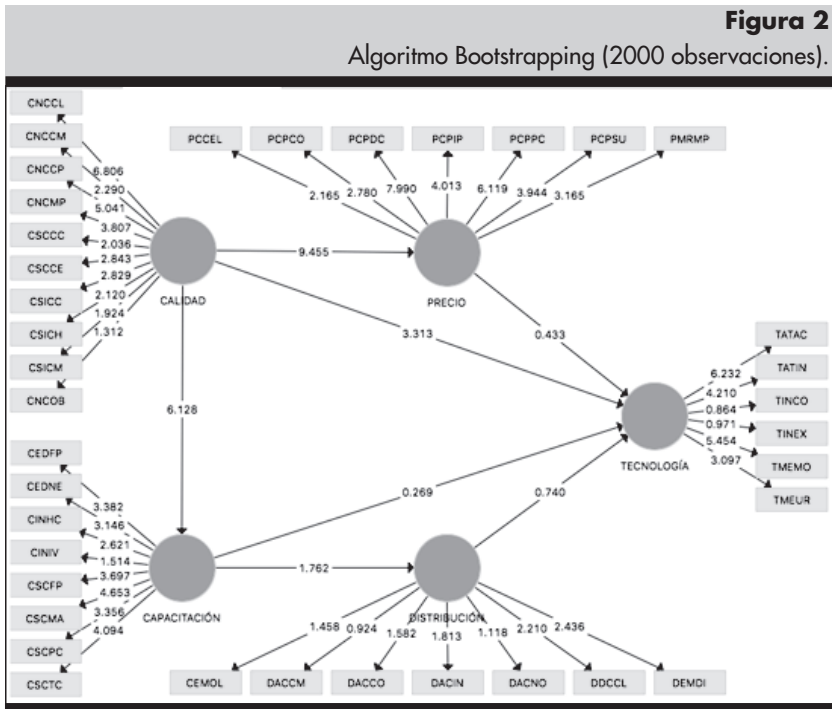 Figura 2
Algoritmo Bootstrapping (2000 observaciones).
CNCCL
CNCCM
CNCCP
CNCMP
CSCCC
CSCCE
CSICC
CSICH
CSICM
CNCOB
6.806
2.290
5.041
3.807
2.036
2.843
2.829
2.120
1.924
1.312
CALIDAD
PCCEL
PCPCO
PCPDC
PCPIP
PCPPC
PCPSU
PMRMP
2.165
2.780
7.990
4.013
6.119
3.944
3.165
PRECIO
9.455
3.313
0.433
6.128
0.269
0.740
1.762
TATAC
TATIN
TINCO
TINEX
TMEMO
TMEUR
6.232
4.210
0.864
0.971
5.454
3.097
TECNOLOGÍA
CEDFP
CEDNE
CINHC
CINIV
CSCFP
CSCMA
CSCPC
CSCTC
3.382
3.146
2.621
1.514
3.697
4.653
3.356
4.094
CAPACITACIÓN
DISTRIBUCIÓN
1.458
0.924
1.582
1.813
1.118
2.210
2.436
CEMOL
DACCM
DACCO
DACIN
DACNO
DDCCL
DEMDI